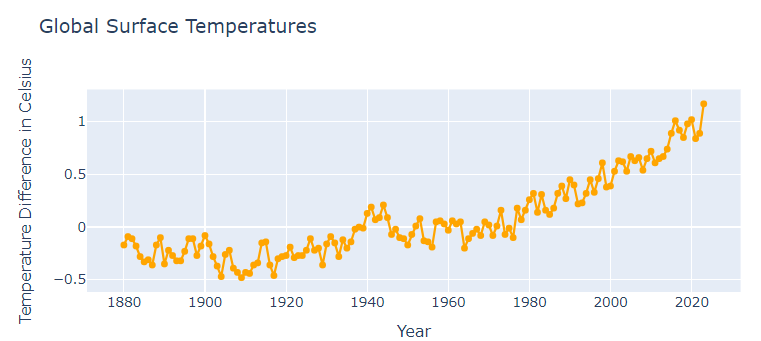 Global Surface Temperatures
Temperature Difference in Celsius
1
0.5
0
−0.5
1880 1900 1920 1940 1960 1980 2000 2020
Year